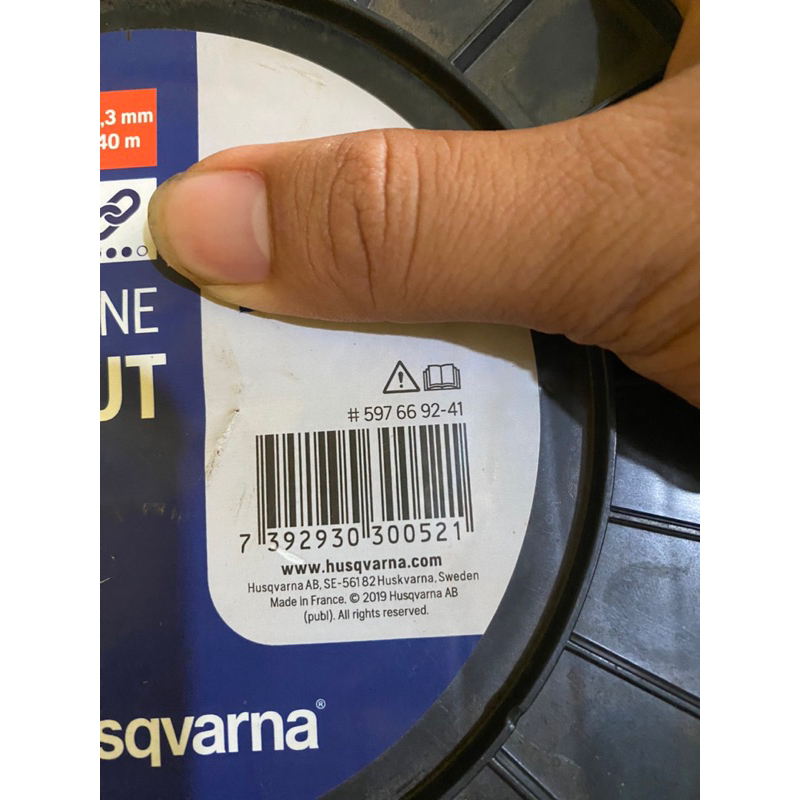 ,3 mm
40 m
NE
UT
# 597 66 92-41
7 392930 300521
www.husqvarna.com
Husqvarna AB, SE-561 82 Huskvarna, Sweden
Made in France. © 2019 Husqvarna AB
(publ). All rights reserved.
sqvarna®